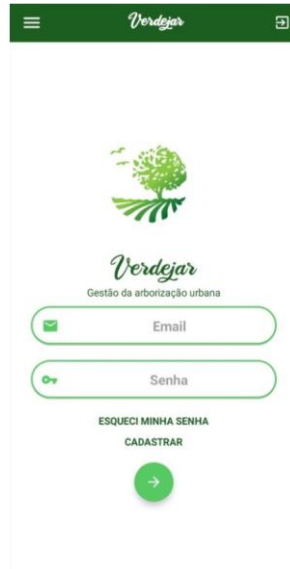 Verdejar
Verdejar
Gestão da arborização urbana
Email
Senha
ESQUECI MINHA SENHA
CADASTRAR